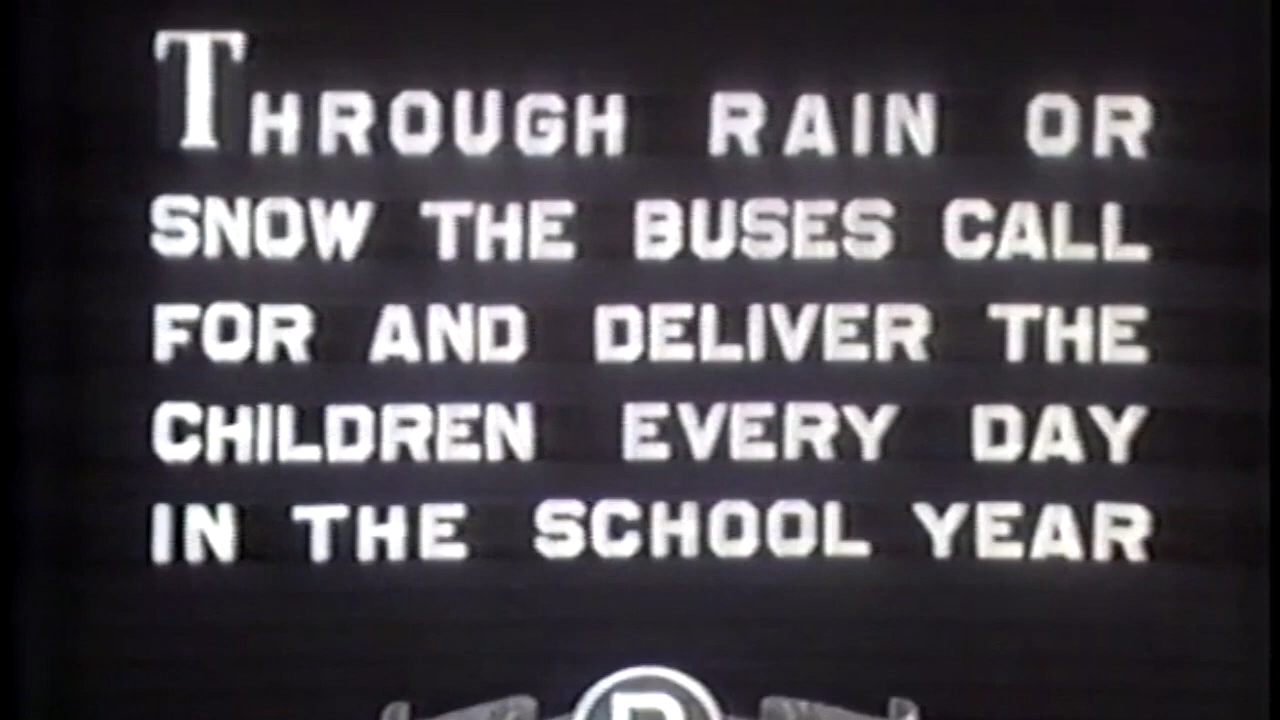 THROUGH RAIN OR
SNOW THE BUSES CALL
FOR AND DELIVER THE
CHILDREN EVERY DAY
IN THE SCHOOL YEAR